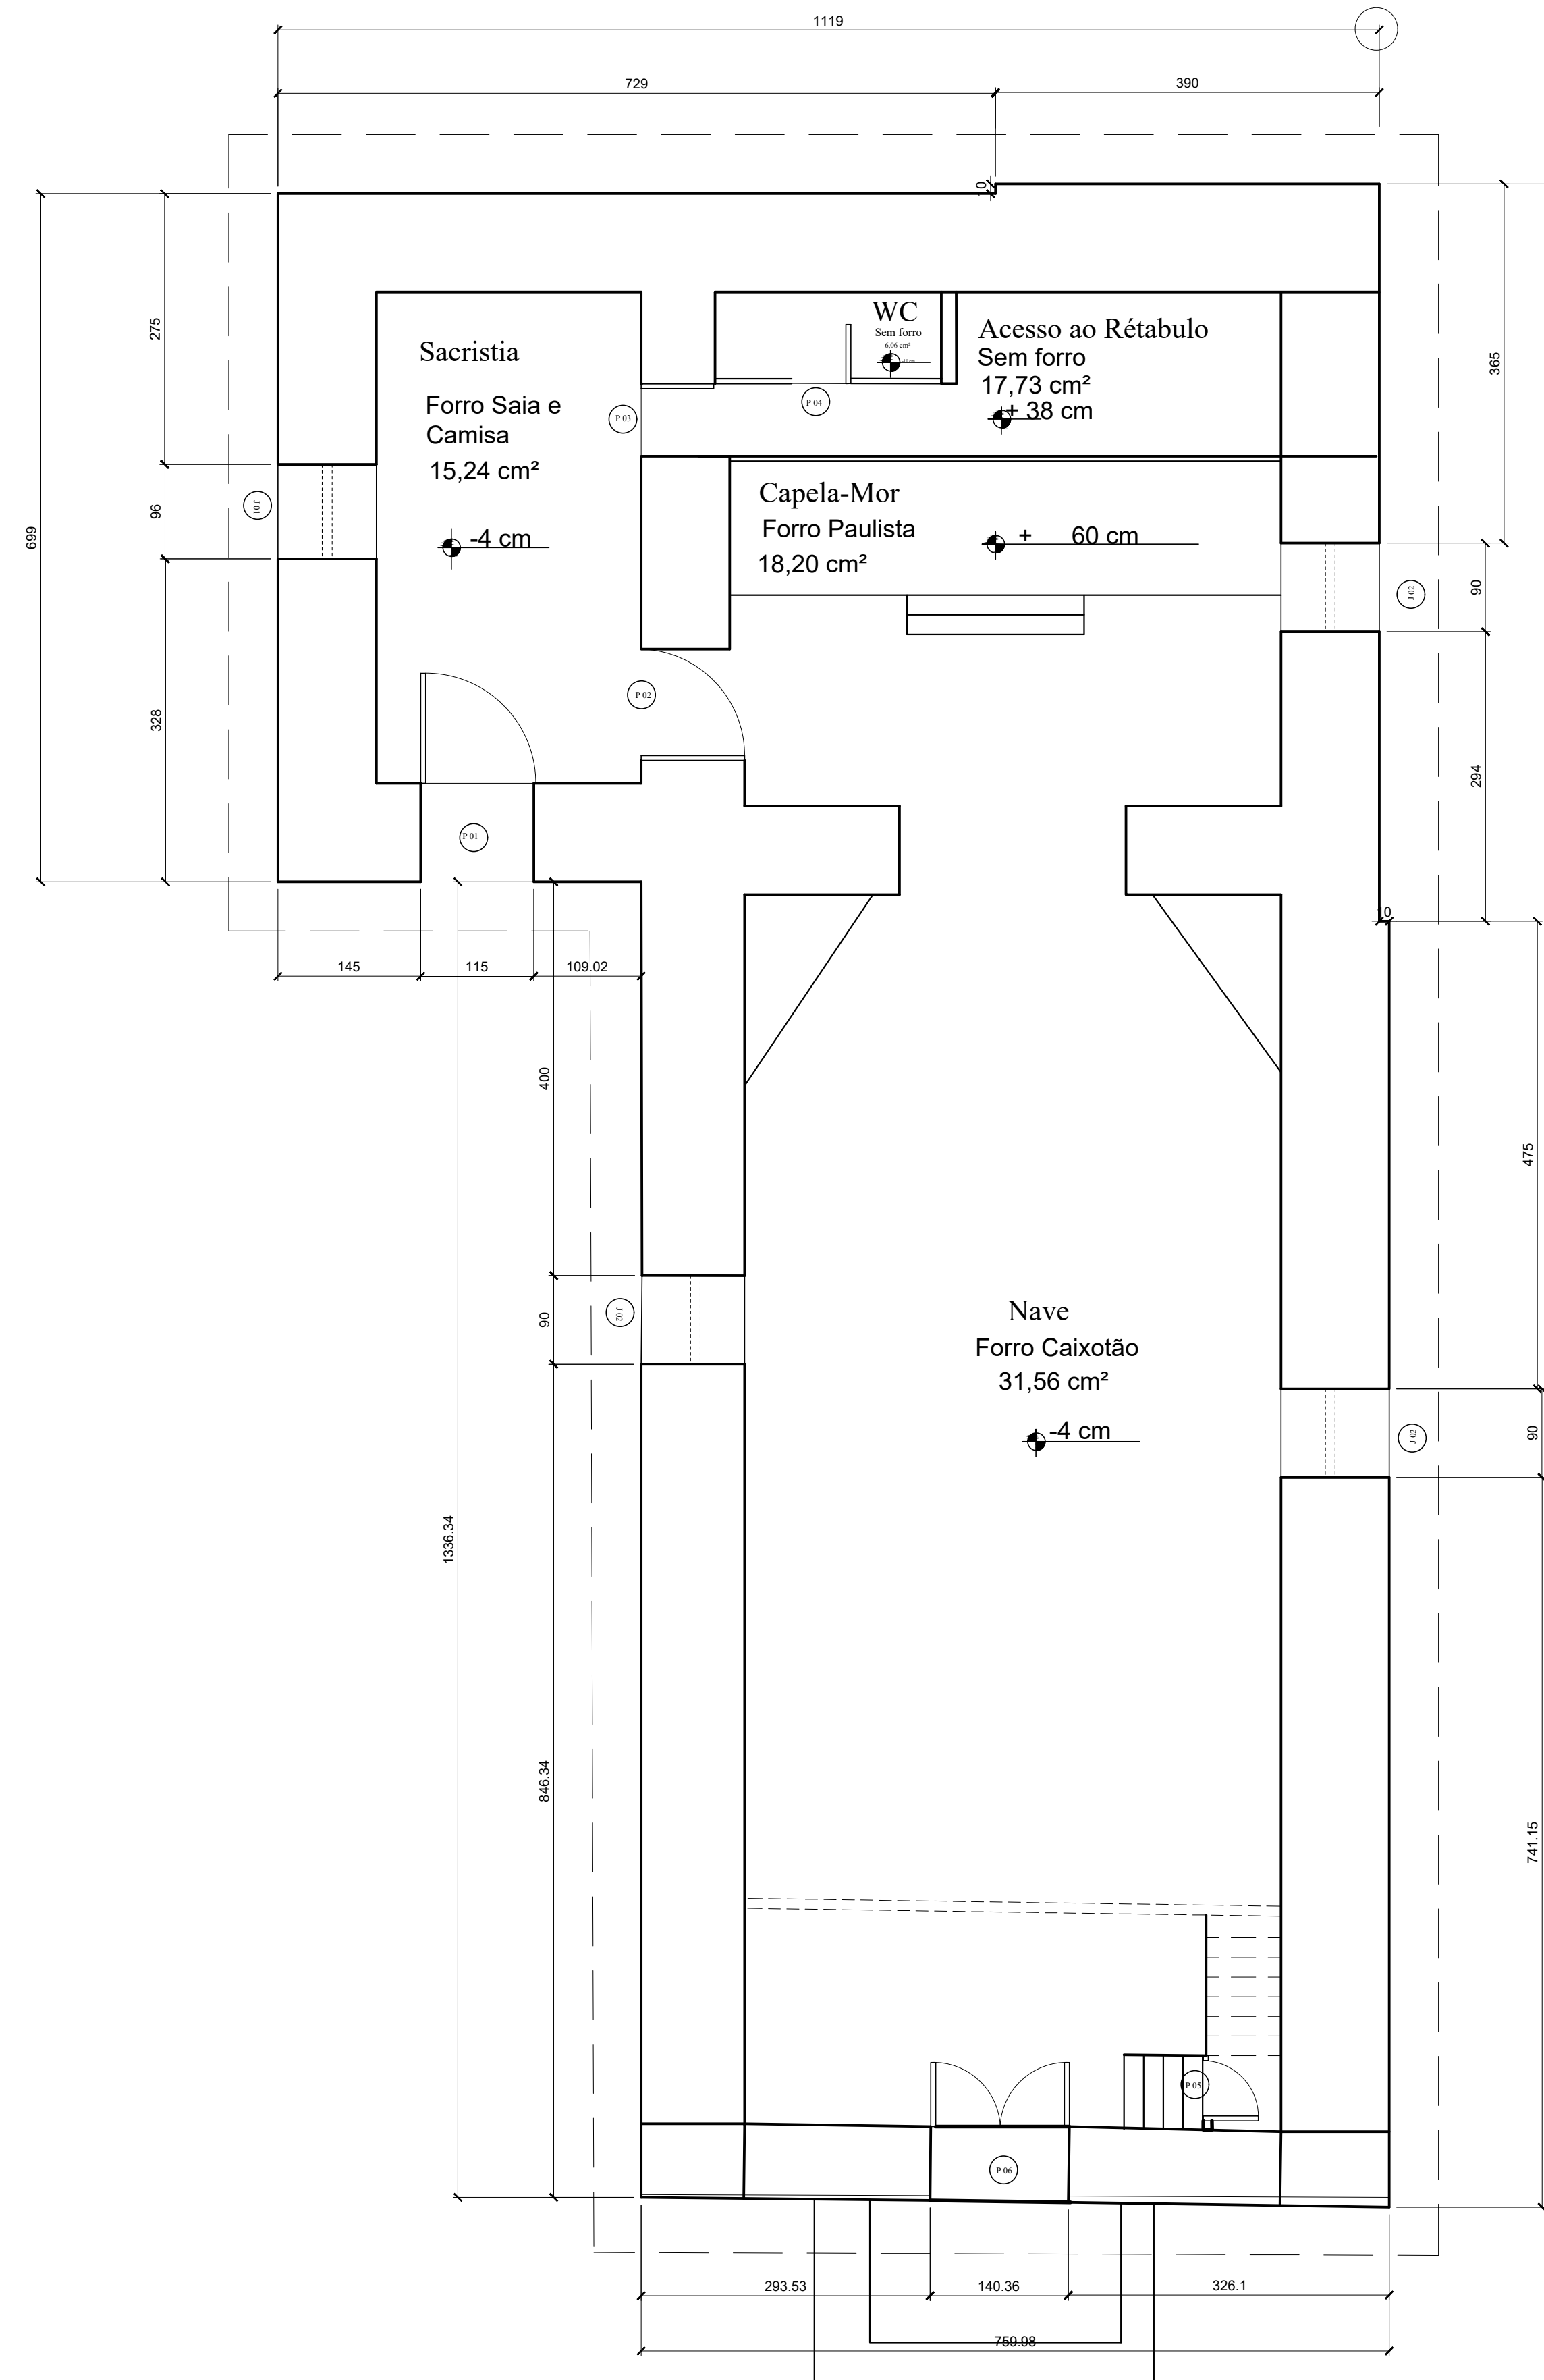 1119
729
390
10
WC
Sem forro
6,06 cm²
Acesso ao Rétabulo
Sem forro
17,73 cm²
+ 38 cm
Sacristia
Forro Saia e
Camisa
15,24 cm²
-4 cm
275
365
P 03
P 04
Capela-Mor
Forro Paulista
18,20 cm²
+ 60 cm
96
J 01
699
90
J 02
P 02
328
294
P 01
10
145
115
109.02
400
475
90
J 02
Nave
Forro Caixotão
31,56 cm²
-4 cm
90
J 02
1336.34
846.34
741.15
P 05
P 06
293.53
140.36
326.1
759.98